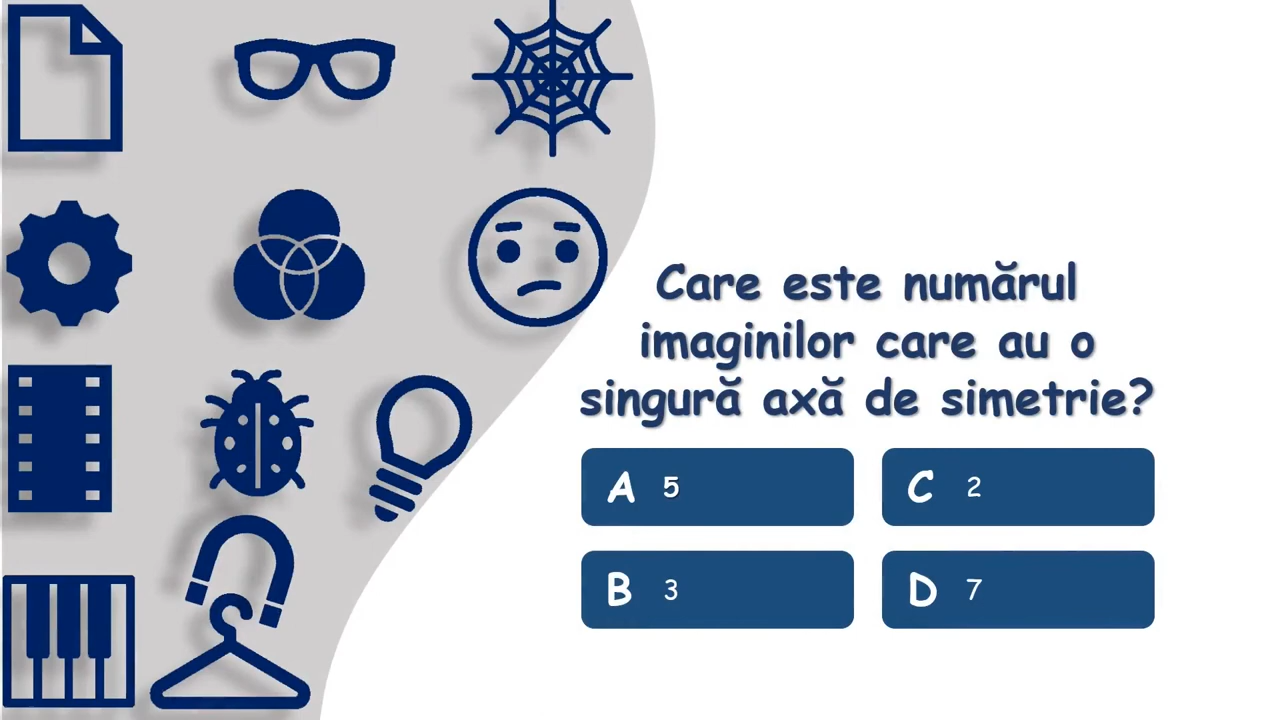 Care este numărul
imaginilor care au o
singură axă de simetrie?
A 5
C 2
B 3
D 7